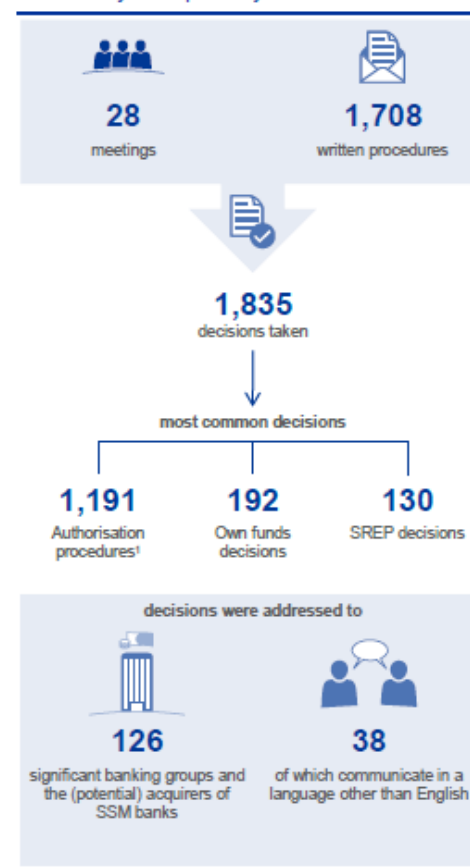 28
meetings
1,708
written procedures
1,835
decisions taken
most common decisions
1,191
Authorisation
procedures¹
192
Own funds
decisions
130
SREP decisions
decisions were addressed to
126
significant banking groups and
the (potential) acquirers of
SSM banks
38
of which communicate in a
language other than English